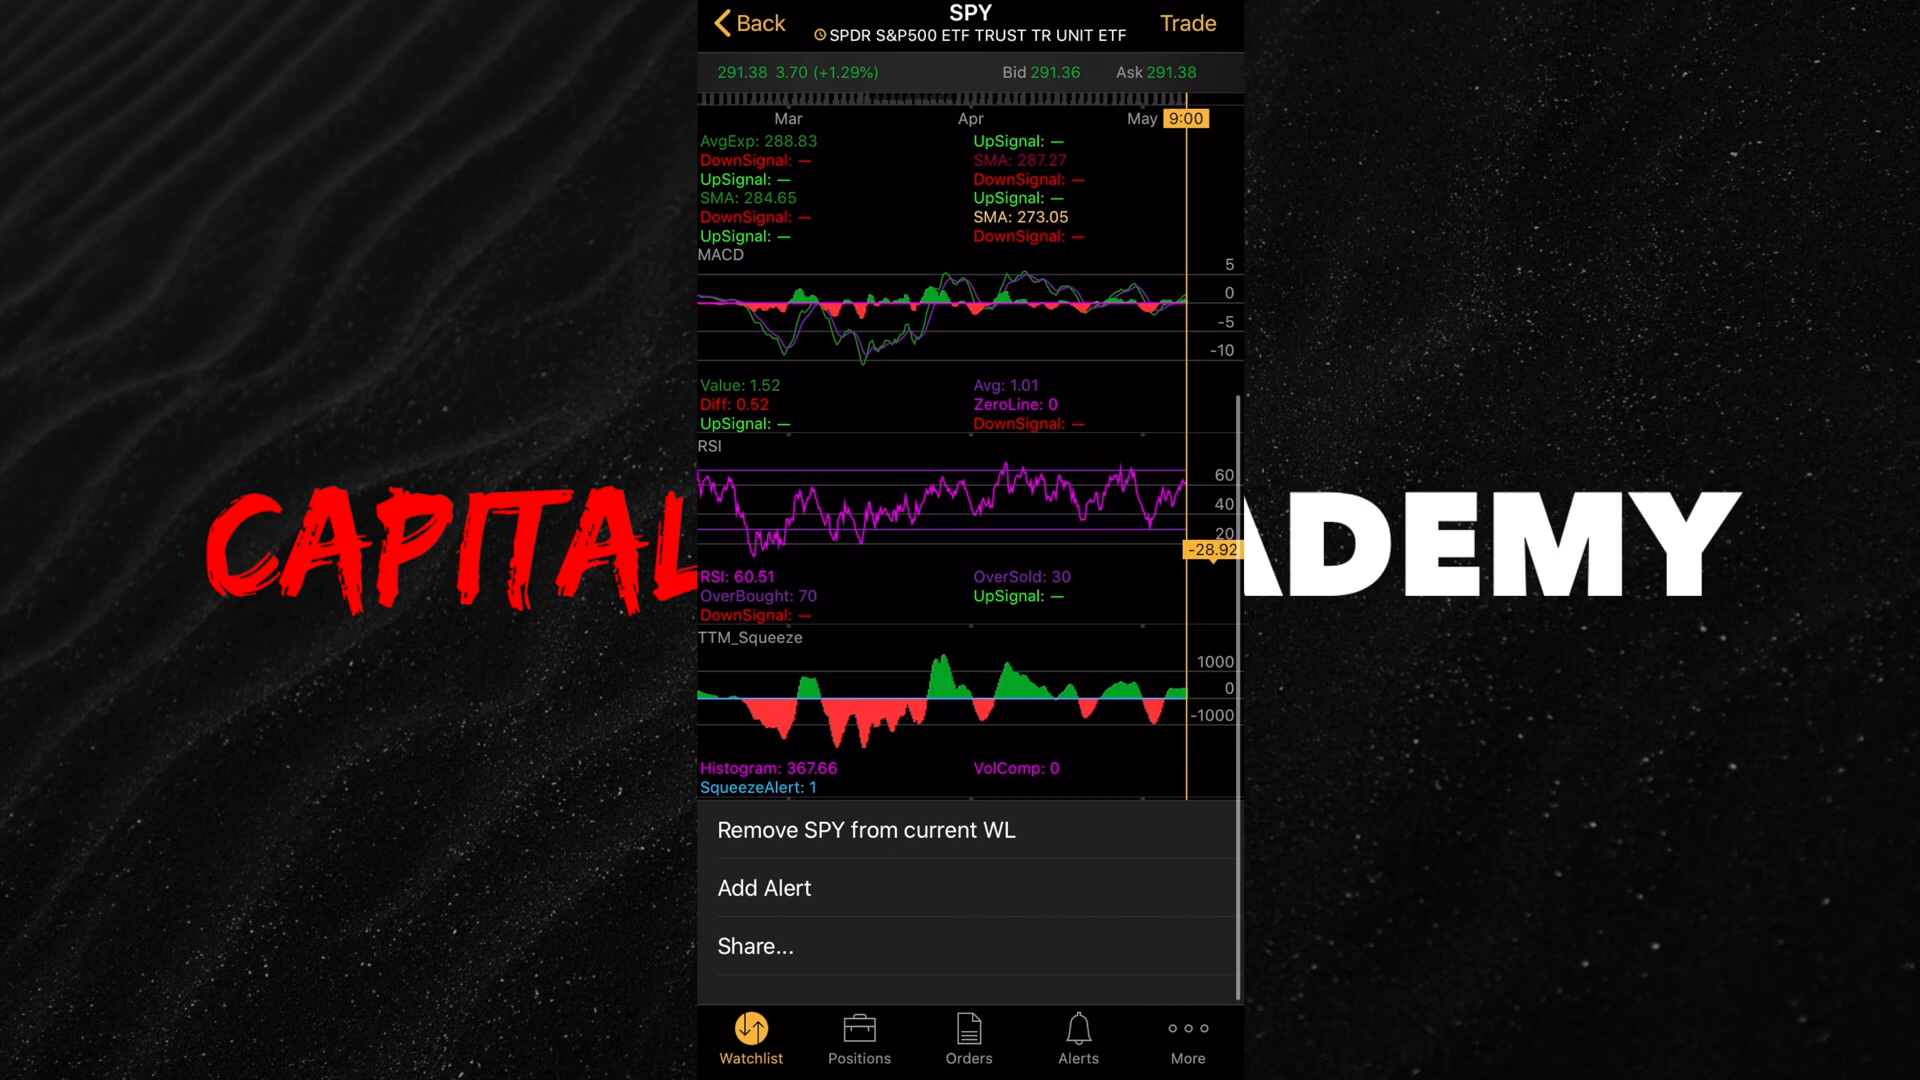 Back
SPY
SPDR S&P500 ETF TRUST TR UNIT ETF
Trade
291.38 3.70 (+1.29%) Bid 291.36 Ask 291.38
Mar Apr May 9:00
AvgExp: 288.83 UpSignal: —
DownSignal: — SMA: 287.27
UpSignal: — DownSignal: —
SMA: 284.65 UpSignal: —
DownSignal: — SMA: 273.05
UpSignal: — DownSignal: —
MACD
5
0
-5
-10
Value: 1.52 Avg: 1.01
Diff: 0.52 ZeroLine: 0
UpSignal: — DownSignal: —
RSI
60
40
20
-28.92
CAPITAL ADEMY
RSI: 60.51 OverSold: 30
OverBought: 70 UpSignal: —
DownSignal: —
TTM_Squeeze
1000
0
-1000
Histogram: 367.66 VolComp: 0
SqueezeAlert: 1
Remove SPY from current WL
Add Alert
Share...
Watchlist Positions Orders Alerts More